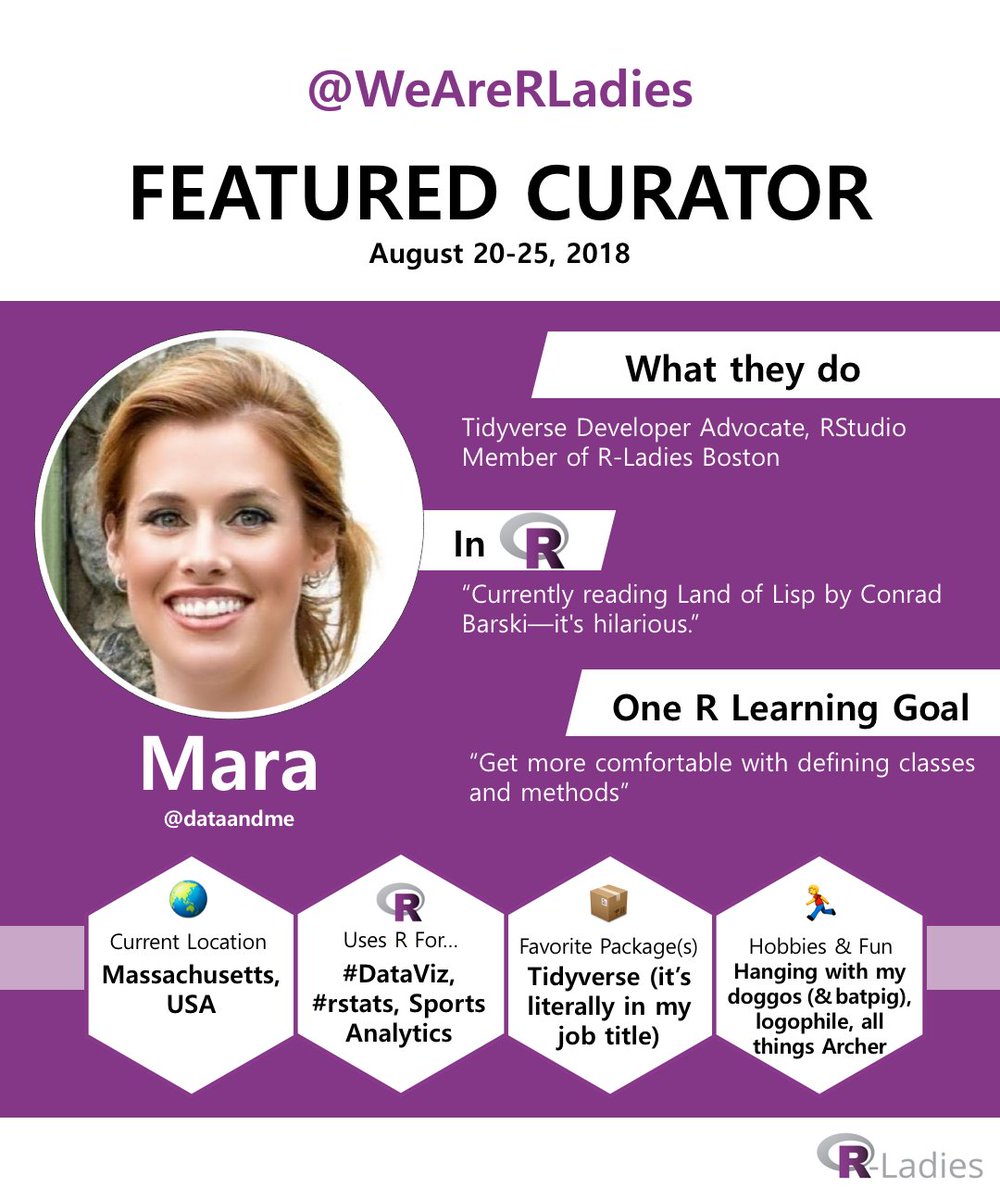 @WeAreRLadies
FEATURED CURATOR
August 20-25, 2018
What they do
Tidyverse Developer Advocate, RStudio
Member of R-Ladies Boston
In R
“Currently reading Land of Lisp by Conrad
Barski—it's hilarious.”
One R Learning Goal
“Get more comfortable with defining classes
and methods”
Mara
@dataandme
Current Location
Massachusetts,
USA
R
Uses R For...
#DataViz,
#rstats, Sports
Analytics
Favorite Package(s)
Tidyverse (it’s
literally in my
job title)
Hobbies & Fun
Hanging with my
doggos (& batpig),
logophile, all
things Archer
R-Ladies